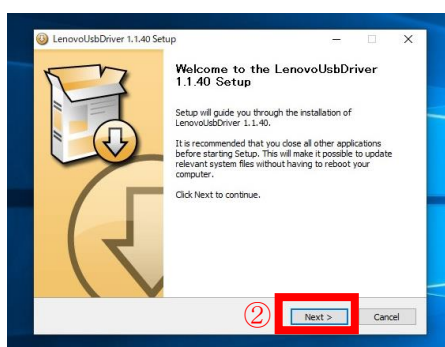 LenovoUsbDriver 1.1.40 Setup
Welcome to the LenovoUsbDriver
1.1.40 Setup
Setup will guide you through the installation of
LenovoUsbDriver 1.1.40.
It is recommended that you close all other applications
before starting Setup. This will make it possible to update
relevant system files without having to reboot your
computer.
Click Next to continue.
② Next > Cancel